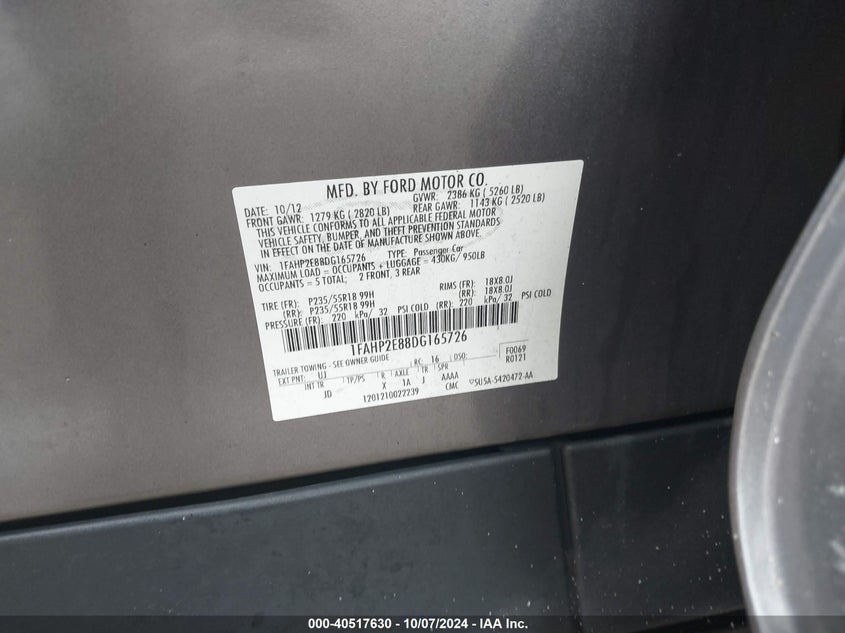 MFD. BY FORD MOTOR CO.
DATE: 10/12 GVWR: 2386 KG ( 5260 LB)
FRONT GAWR: 1279 KG ( 2820 LB) REAR GAWR: 1143 KG ( 2520 LB)
THIS VEHICLE CONFORMS TO ALL APPLICABLE FEDERAL MOTOR
VEHICLE SAFETY, BUMPER, AND THEFT PREVENTION STANDARDS
IN EFFECT ON THE DATE OF MANUFACTURE SHOWN ABOVE.
VIN: 1FAHP2E88DG165726 TYPE: Passenger Car
MAXIMUM LOAD = OCCUPANTS + LUGGAGE = 430KG/ 950LB
OCCUPANTS = 5 TOTAL; 2 FRONT, 3 REAR
TIRE (FR): P235/55R18 99H RIMS (FR): 18X8.0J
(RR): P235/55R18 99H (RR): 18X8.0J
PRESSURE (FR): 220 kPa/ 32 PSI COLD (RR): 220 kPa/ 32 PSI COLD
1FAHP2E88DG165726
TRAILER TOWING - SEE OWNER GUIDE
EXT PNT: UJ RC: 16 DSO: F0069
R0121
INT TR TP/PS R AXLE TR SPR
JD X 1A J AAAA
1201210022239 CMC ▽5U5A-5420472-AA
000-40517630 - 10/07/2024 - IAA Inc.